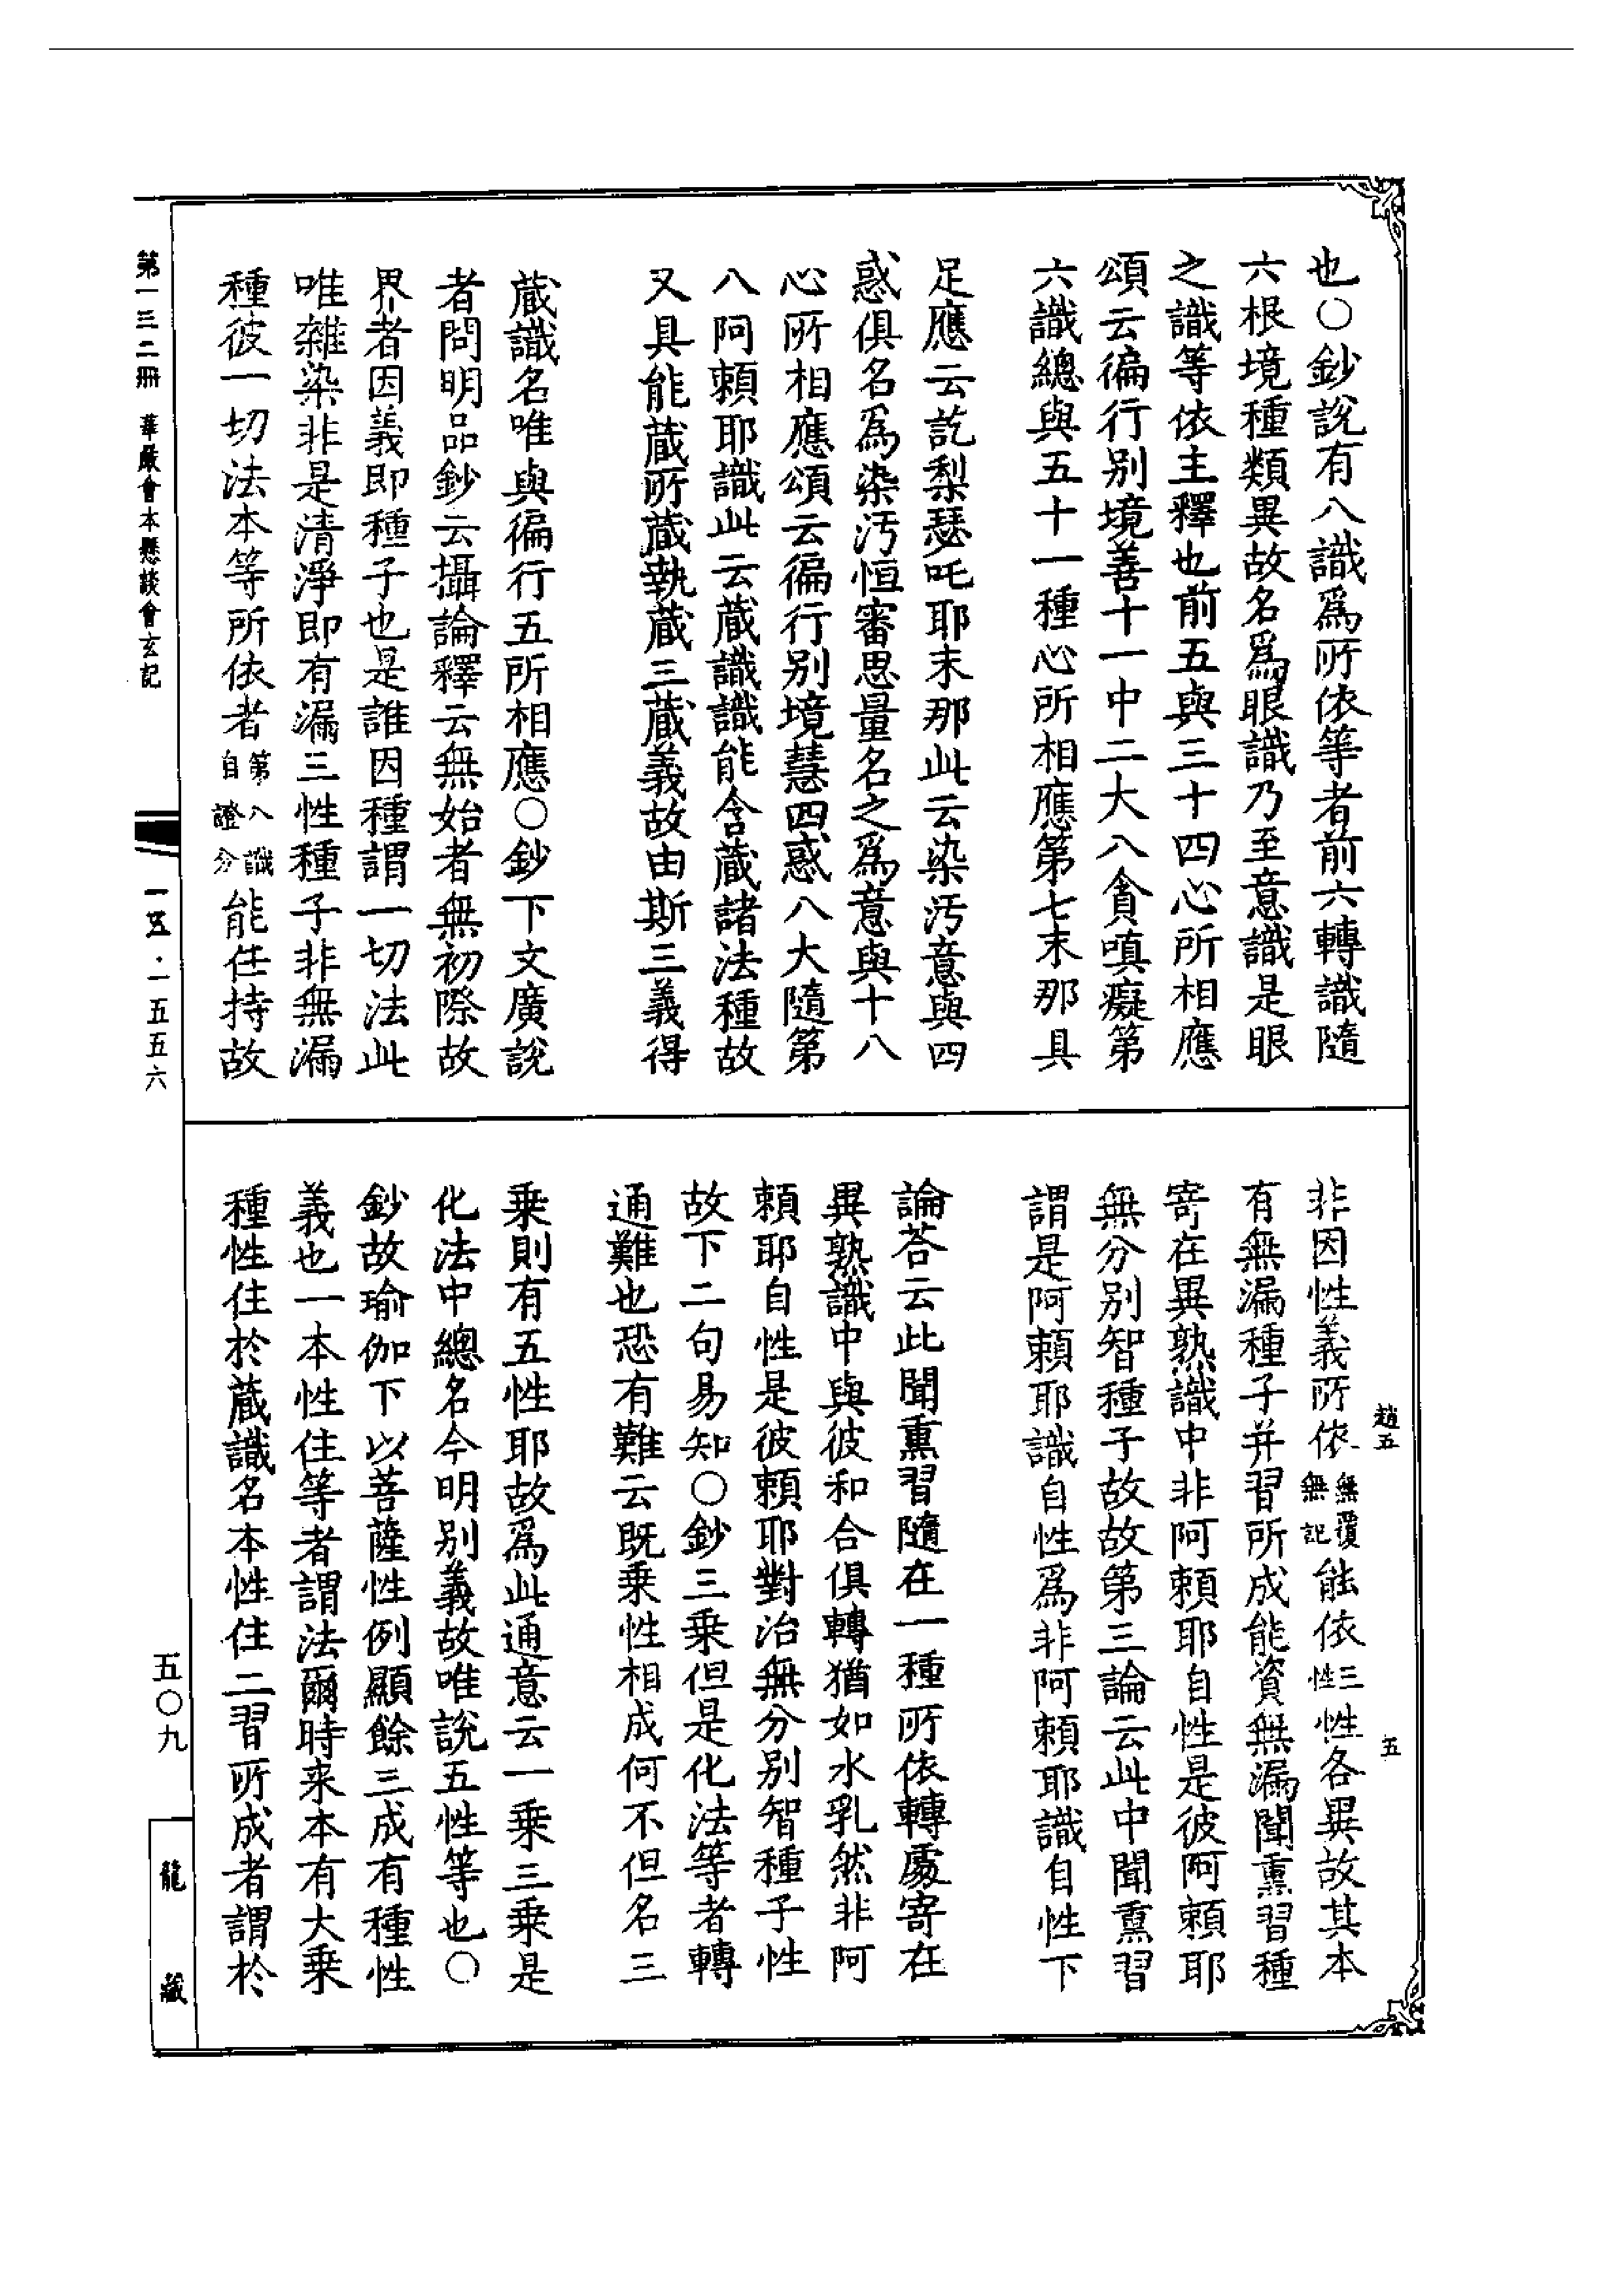 也○鈔說有八識爲所依等者前六轉識隨
六根境種類異故名爲眼識乃至意識是眼
之識等依主釋也前五與三十四心所相應
頌云徧行別境善十一中二大八貪嗔癡第
六識總與五十一種心所相應第七末那具
足應云訖梨瑟吒耶末那此云染污意與四
惑俱名爲染污恒審思量名之爲意與十八
心所相應頌云徧行別境慧四惑八大隨第
八阿賴耶識此云藏識識能含藏諸法種故
又具能藏所藏執藏三藏義故由斯三義得
藏識名唯與徧行五所相應○鈔下文廣說
者問明品鈔云攝論釋云無始者無初際故
界者因義即種子也是誰因種謂一切法此
唯雜染非是清淨即有漏三性種子非無漏
種彼一切法本等所依者第八識自證分能任持故
非因性義所依無覆無記能依三性性各異故其本
有無漏種子并習所成能資無漏聞熏習種
寄在異熟識中非阿賴耶自性是彼阿賴耶
無分別智種子故故第三論云此中聞熏習
謂是阿賴耶識自性爲非阿賴耶識自性下
論荅云此聞熏習隨在一種所依轉處寄在
異熟識中與彼和合俱轉猶如水乳然非阿
賴耶自性是彼賴耶對治無分別智種子性
故下二句易知○鈔三乗但是化法等者轉
通難也恐有難云既乗性相成何不但名三
乗則有五性耶故爲此通意云一乗三乗是
化法中總名今明別義故唯說五性等也○
鈔故瑜伽下以菩薩性例顯餘三成有種性
義也一本性住等者謂法爾時来本有大乗
種性住於藏識名本性住二習所成者謂於
趙五
五
第一三二冊 華嚴會本懸談會玄記
一五·一五五六
五〇九
龍藏